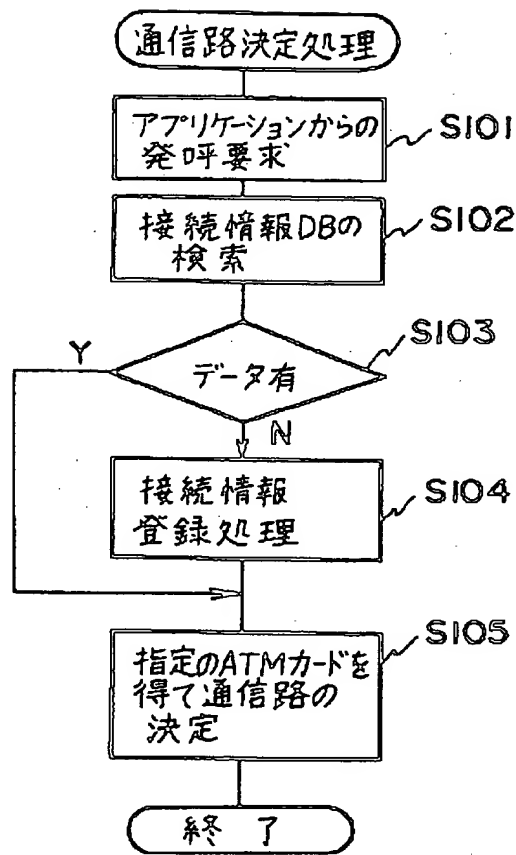 通信路決定処理
アプリケーションからの
発呼要求
S101
接続情報DBの
検索
S102
S103
Y
データ有
N
接続情報
登録処理
S104
S105
指定のATMカードを
得て通信路の
決定
終了